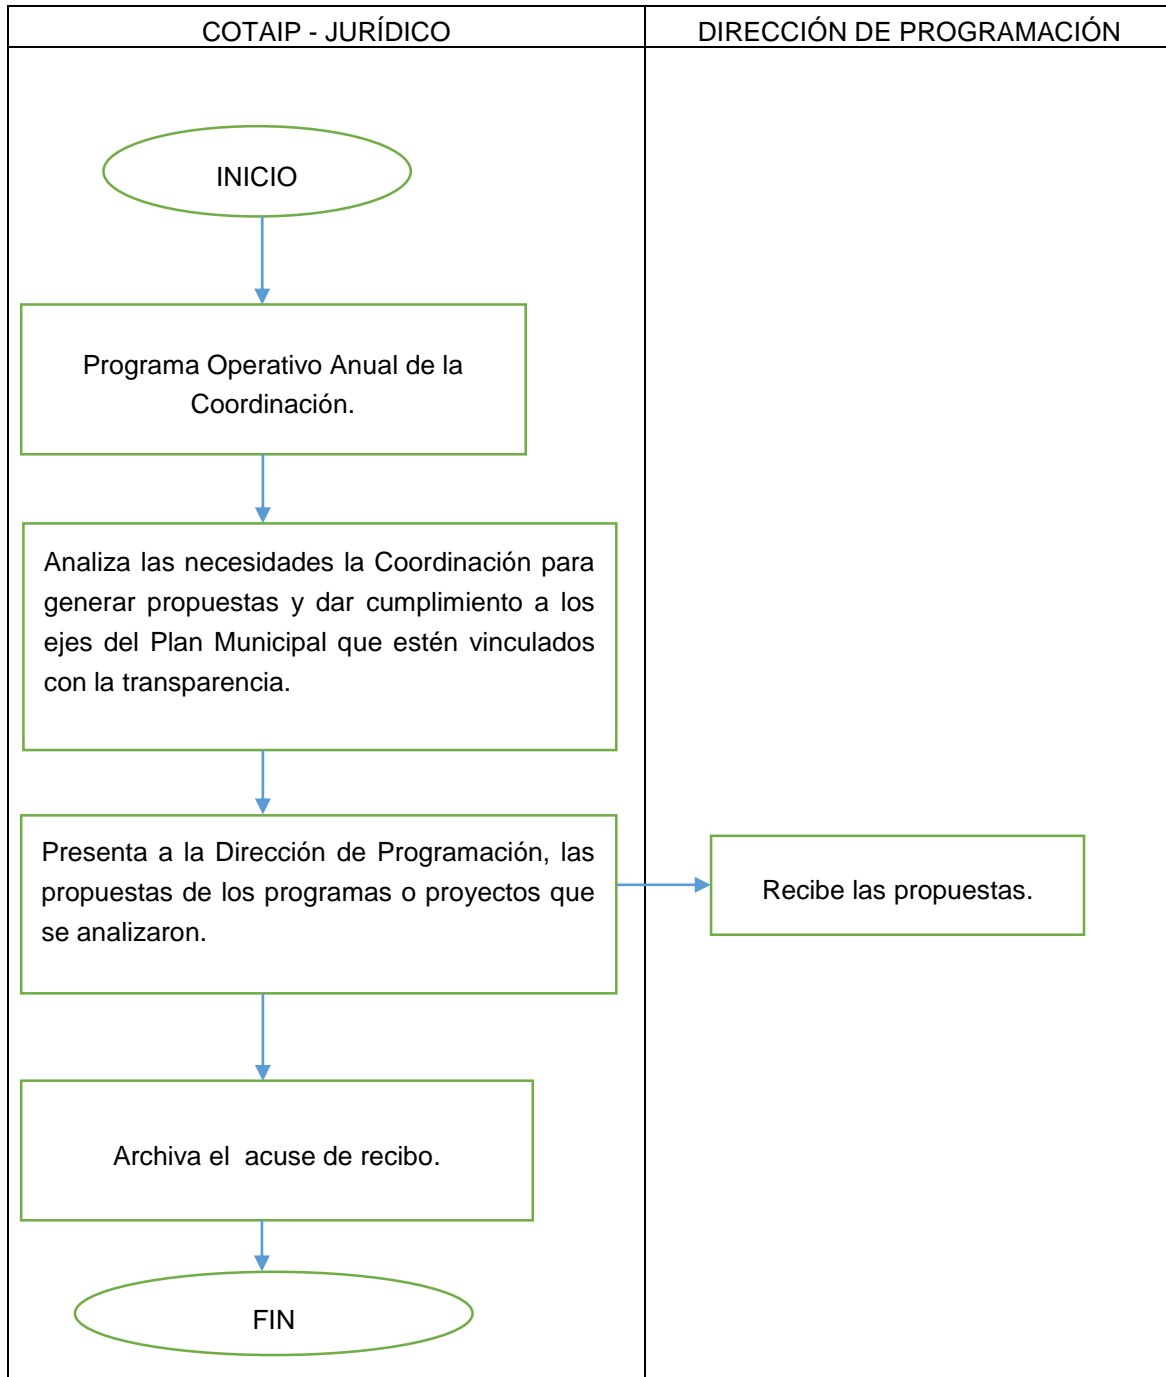 COTAIP - JURÍDICO
DIRECCIÓN DE PROGRAMACIÓN
INICIO
Programa Operativo Anual de la
Coordinación.
Analiza las necesidades la Coordinación para
generar propuestas y dar cumplimiento a los
ejes del Plan Municipal que estén vinculados
con la transparencia.
Presenta a la Dirección de Programación, las
propuestas de los programas o proyectos que
se analizaron.
Recibe las propuestas.
Archiva el  acuse de recibo.
FIN